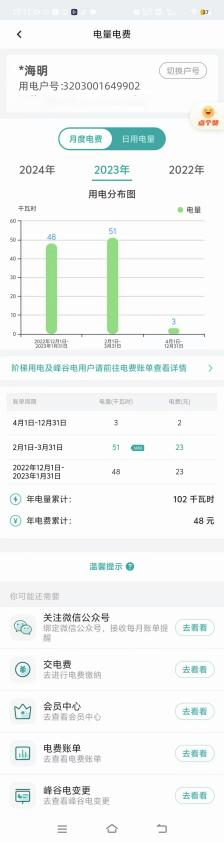 电量电费
*海明
切换户号
用电户号:3203001649902
点个赞
月度电费
日用电量
2024年
2023年
2022年
用电分布图
千瓦时
电量
60
50
40
30
20
10
0
48
51
3
2022年12月1日-
2023年1月31日
2月1日-
3月31日
4月1日-
12月31日
阶梯用电及峰谷电用户请前往电费账单查看详情
账单周期
电量(千瓦时)
电费(元)
4月1日-12月31日
3
2
2月1日-3月31日
51
23
2022年12月1日-
2023年1月31日
48
23
年电量累计：
102 千瓦时
年电费累计：
48 元
温馨提示
你可能还需要
关注微信公众号
绑定微信公众号，接收每月账单提醒
去看看
交电费
去进行电费缴纳
去看看
会员中心
去查看会员中心
去看看
电费账单
去查看电费账单
去看看
峰谷电变更
去查看峰谷电变更
去看看